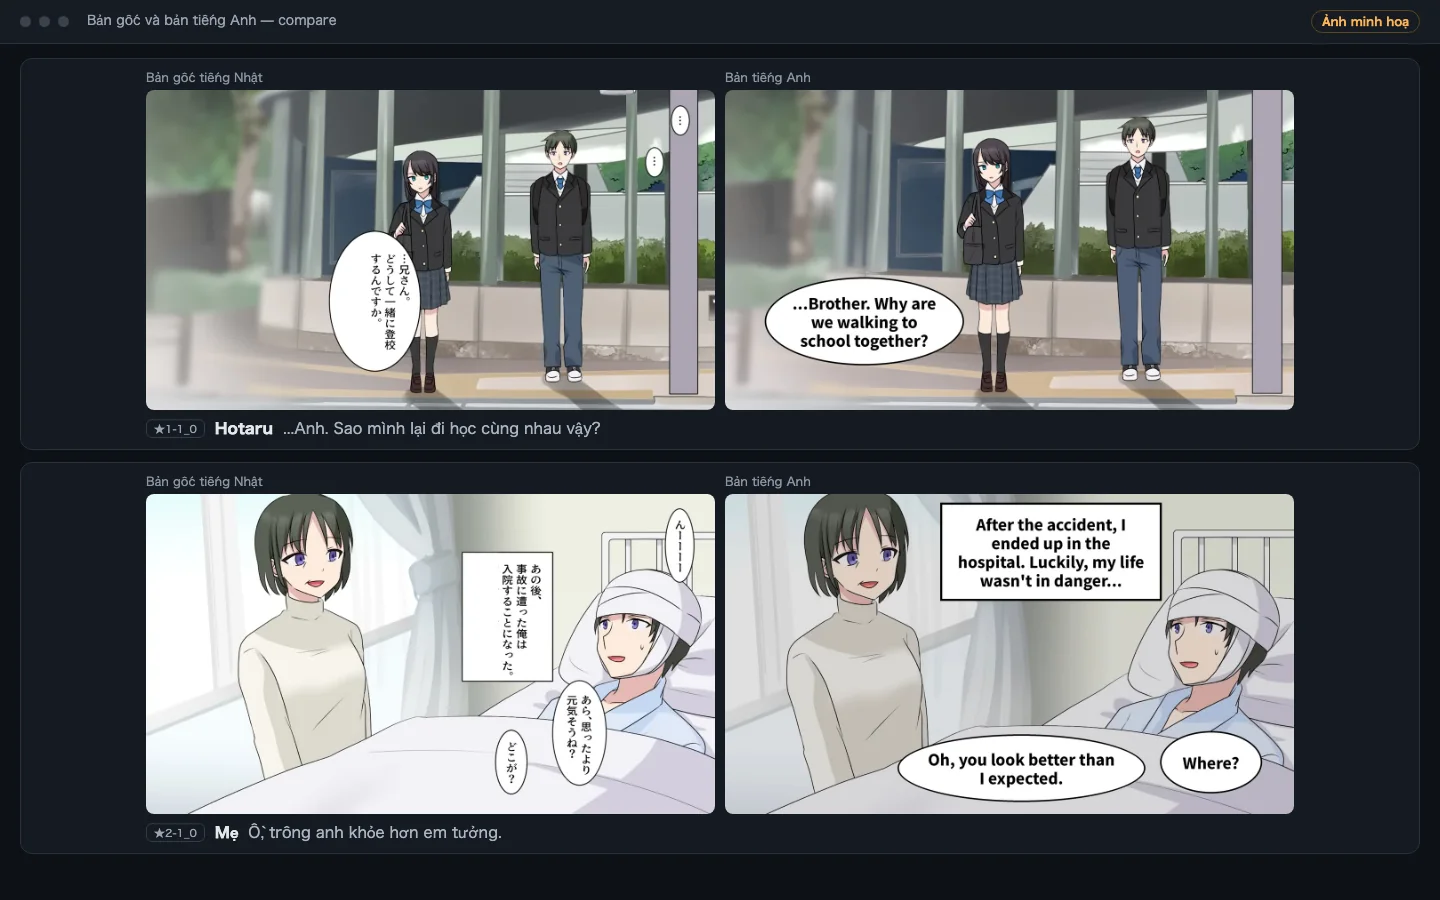 Bản gốc và bản tiếng Anh — compare
Ảnh minh hoạ
Bản gốc tiếng Nhật
Bản tiếng Anh
…
…
…兄さん。
どうして一緒に登校
するんですか。
...Brother. Why are
we walking to
school together?
★1-1_0 Hotaru ...Anh. Sao mình lại đi học cùng nhau vậy?
Bản gốc tiếng Nhật
Bản tiếng Anh
んーーーー
あの後、
事故に遭った俺は
入院することになった。
あら、思ったより
元気そうね?
どこが?
After the accident, I
ended up in the
hospital. Luckily, my life
wasn't in danger...
Oh, you look better than
I expected.
Where?
★2-1_0 Mẹ Ồ, trông anh khỏe hơn em tưởng.